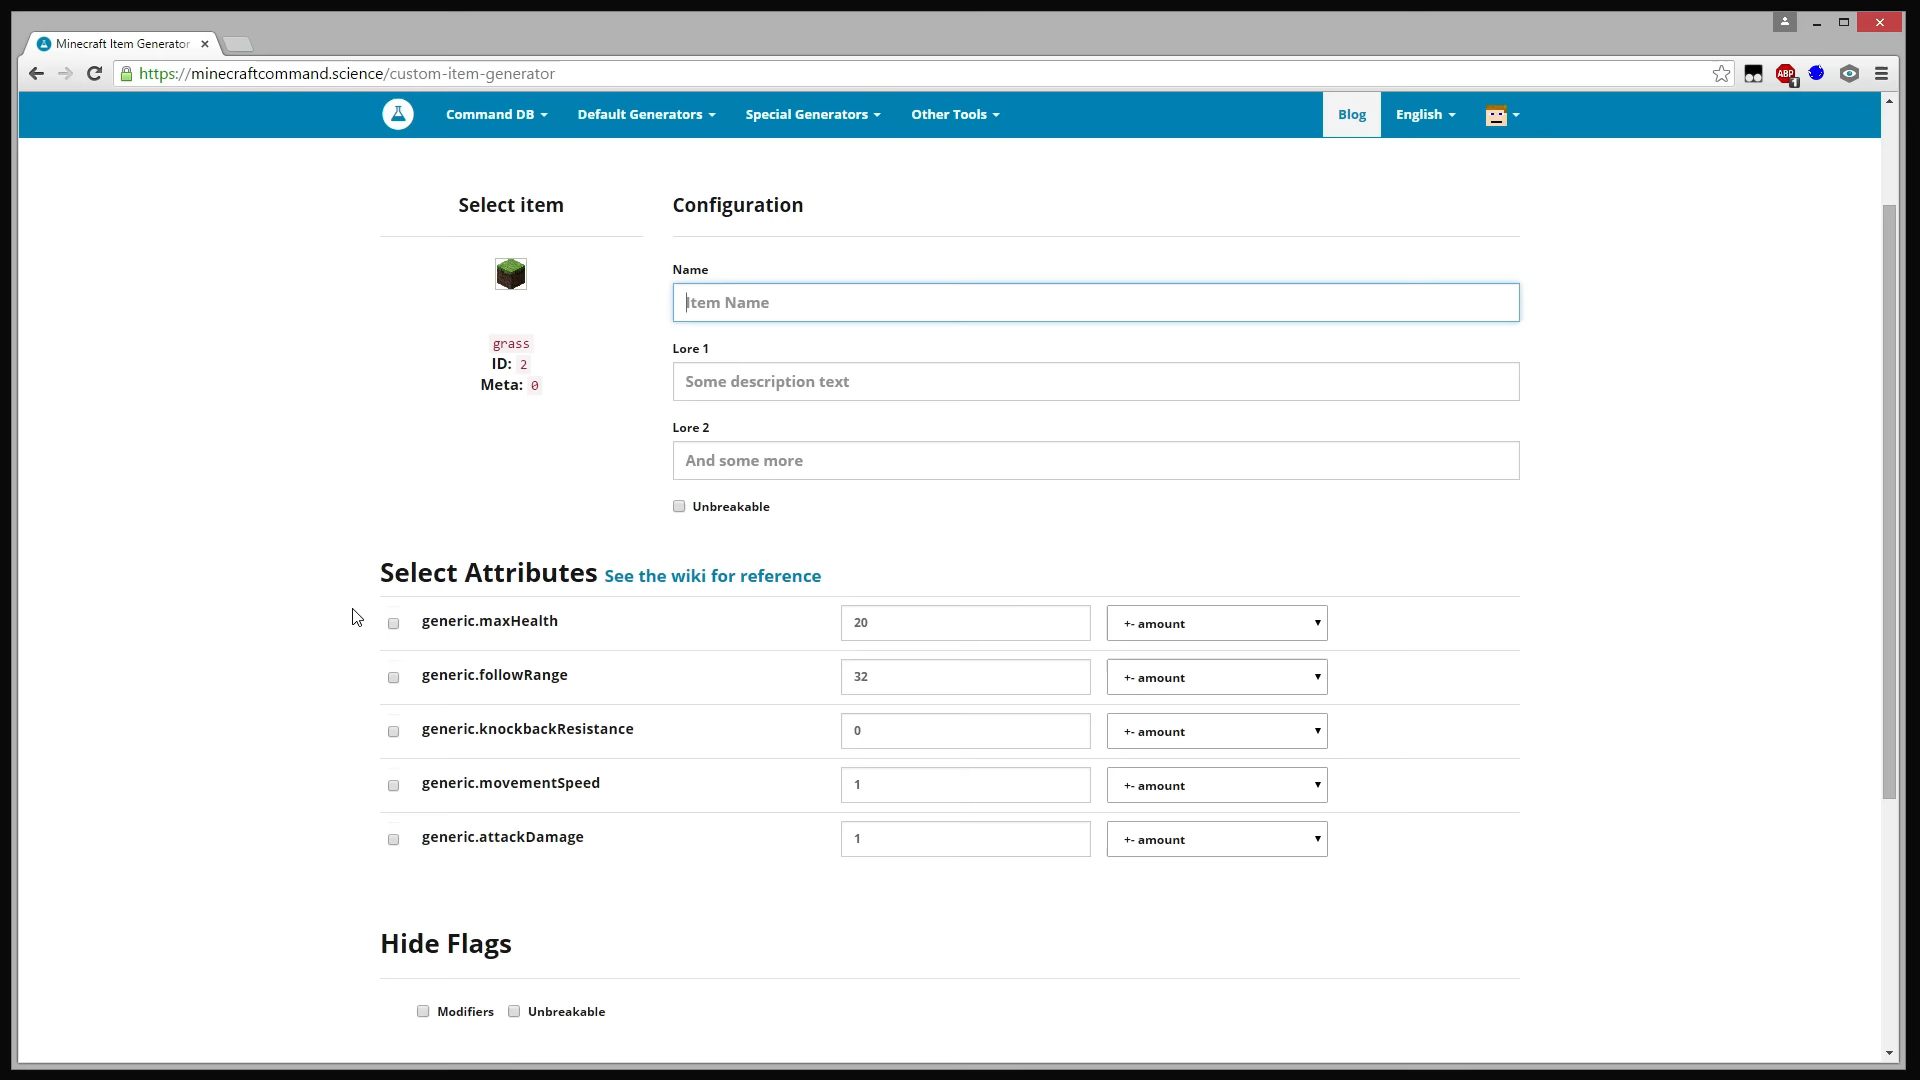 Minecraft Item Generator
https://minecraftcommand.science/custom-item-generator
ABP
1
Command DB
Default Generators
Special Generators
Other Tools
Blog
English
Select item
Configuration
grass
ID: 2
Meta: 0
Name
Item Name
Lore 1
Some description text
Lore 2
And some more
Unbreakable
Select Attributes See the wiki for reference
generic.maxHealth 20 +- amount
generic.followRange 32 +- amount
generic.knockbackResistance 0 +- amount
generic.movementSpeed 1 +- amount
generic.attackDamage 1 +- amount
Hide Flags
Modifiers Unbreakable